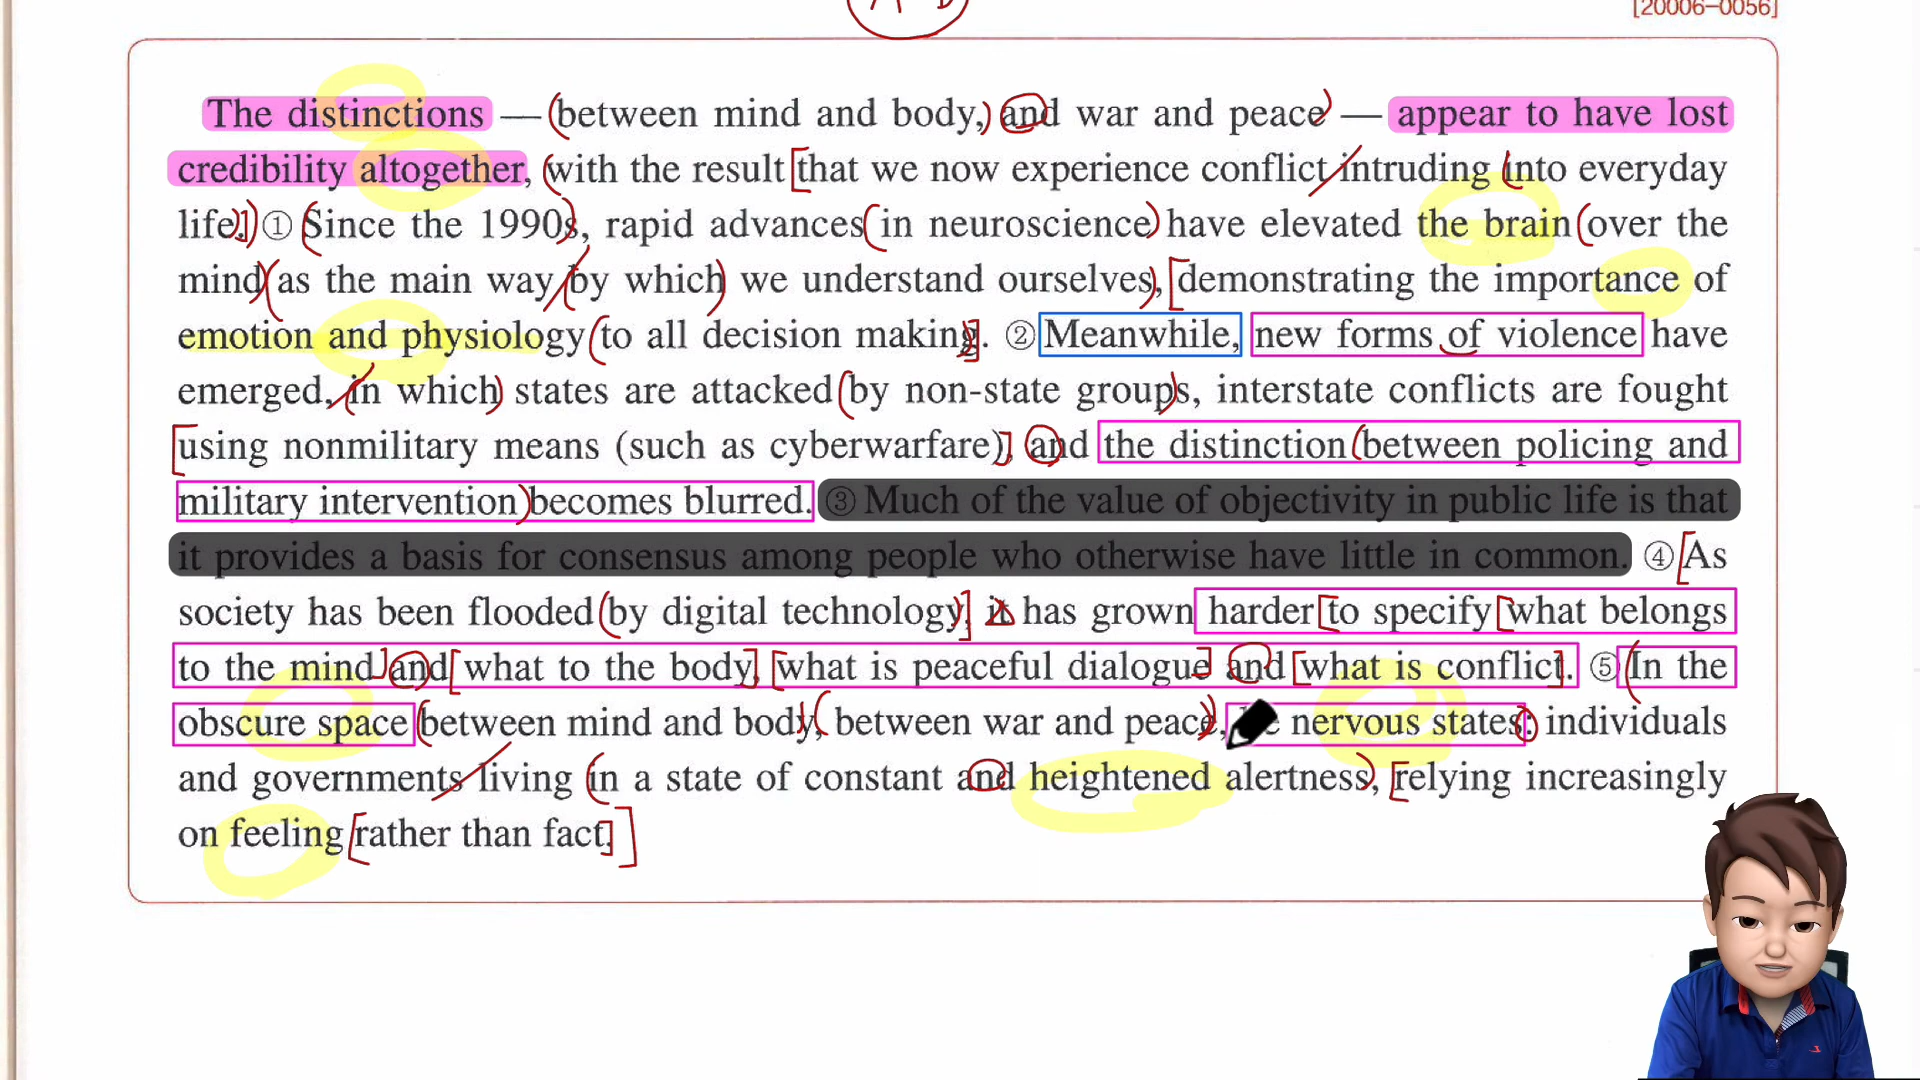 [20006-0056]
The distinctions — between mind and body, and war and peace — appear to have lost
credibility altogether, with the result that we now experience conflict intruding into everyday
life. ① Since the 1990s, rapid advances in neuroscience have elevated the brain over the
mind as the main way by which we understand ourselves, demonstrating the importance of
emotion and physiology to all decision making. ② Meanwhile, new forms of violence have
emerged, in which states are attacked by non-state groups, interstate conflicts are fought
using nonmilitary means (such as cyberwarfare), and the distinction between policing and
military intervention becomes blurred. ③ Much of the value of objectivity in public life is that
it provides a basis for consensus among people who otherwise have little in common. ④ As
society has been flooded by digital technology, it has grown harder to specify what belongs
to the mind and what to the body, what is peaceful dialogue and what is conflict. ⑤ In the
obscure space between mind and body, between war and peace, nervous states: individuals
and governments living in a state of constant and heightened alertness, relying increasingly
on feeling rather than fact.